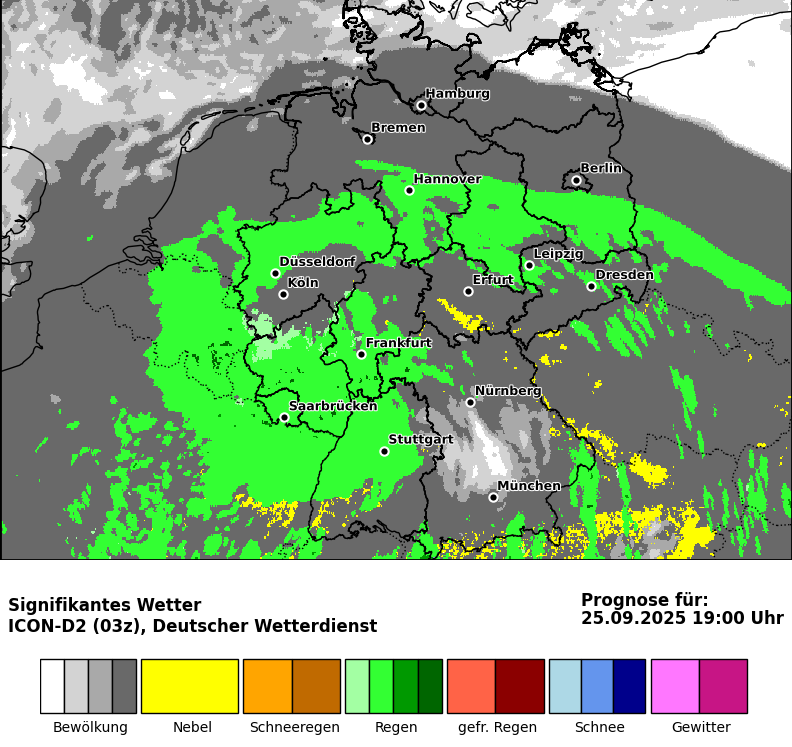 Hamburg
Bremen
Berlin
Hannover
Leipzig
Düsseldorf
Dresden
Köln
Erfurt
Frankfurt
Nürnberg
Saarbrücken
Stuttgart
München
Signifikantes Wetter
ICON-D2 (03z), Deutscher Wetterdienst
Prognose für:
25.09.2025 19:00 Uhr
Bewölkung Nebel Schneeregen Regen gefr. Regen Schnee Gewitter